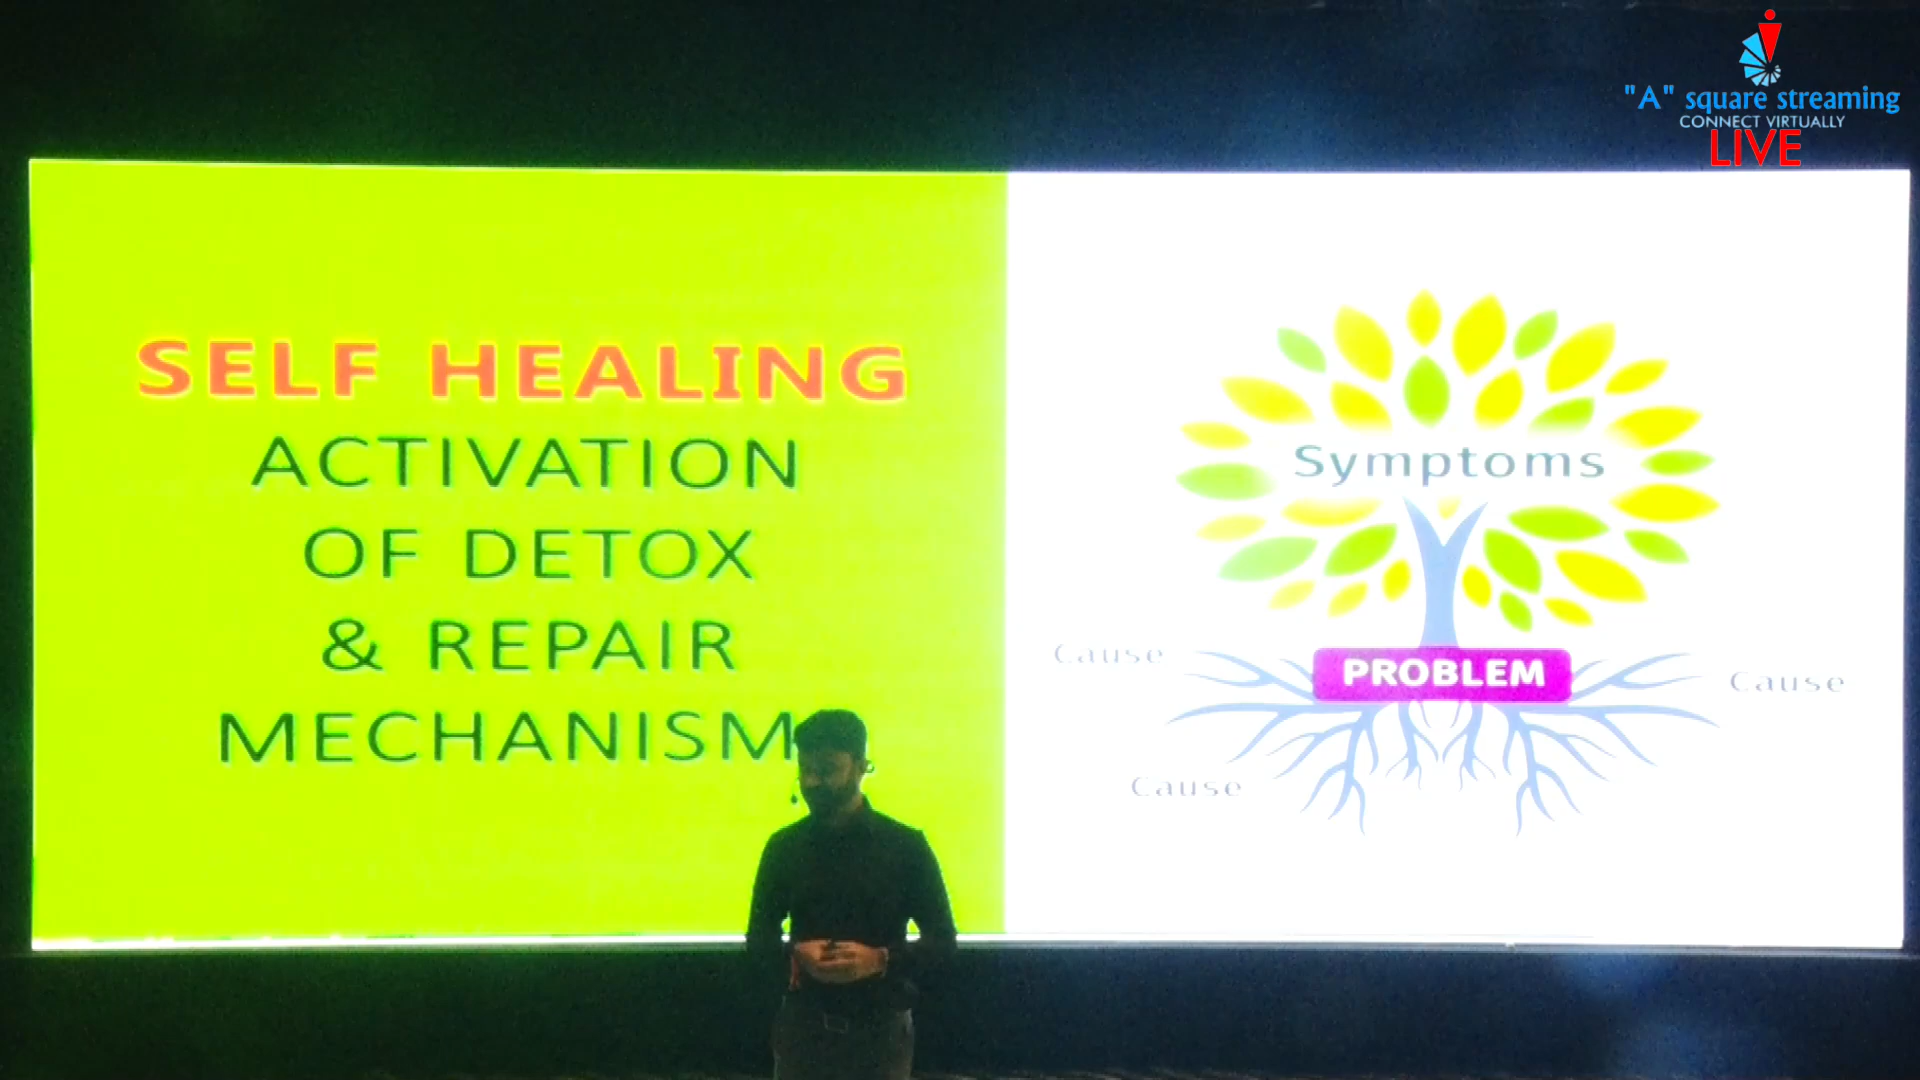 "A" square streaming
CONNECT VIRTUALLY
LIVE
SELF HEALING
ACTIVATION
OF DETOX
& REPAIR
MECHANISM
Symptoms
PROBLEM
Cause
Cause
Cause